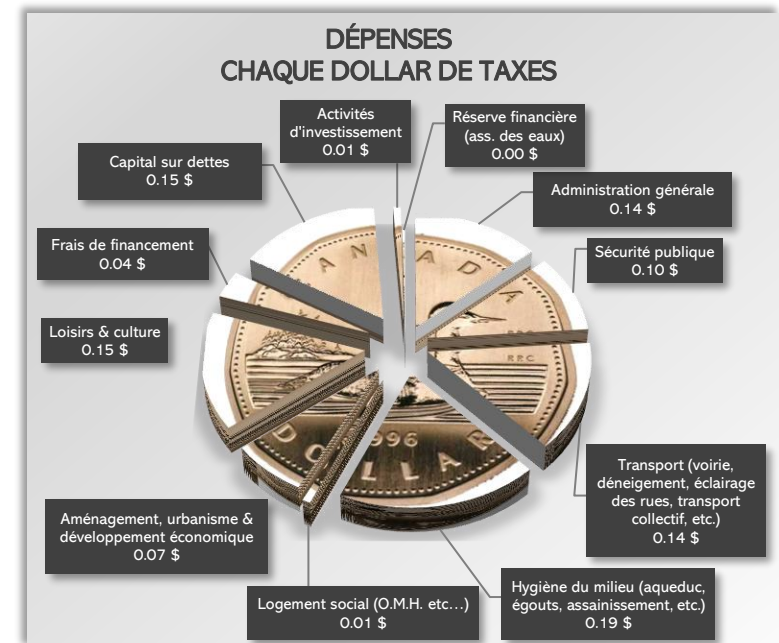 DÉPENSES
CHAQUE DOLLAR DE TAXES
Activités
d'investissement
0.01 $
Réserve financière
(ass. des eaux)
0.00 $
Capital sur dettes
0.15 $
Administration générale
0.14 $
Frais de financement
0.04 $
Sécurité publique
0.10 $
Loisirs & culture
0.15 $
CANADA
DOLLAR
1996
R.R.C.
Transport (voirie,
déneigement, éclairage
des rues, transport
collectif, etc.)
0.14 $
Aménagement, urbanisme &
développement économique
0.07 $
Hygiène du milieu (aqueduc,
égouts, assainissement, etc.)
0.19 $
Logement social (O.M.H. etc…)
0.01 $